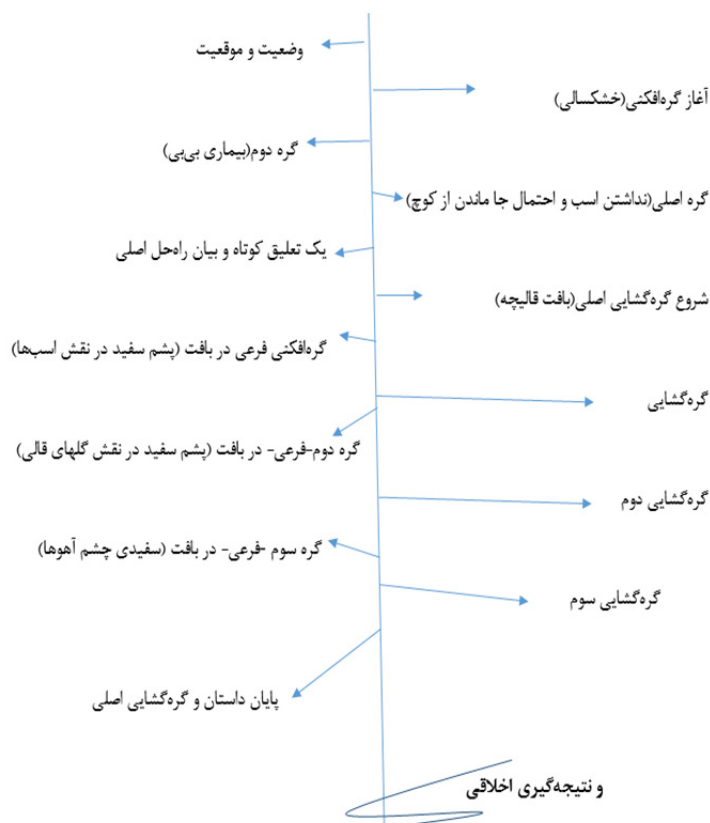 وضعیت و موقعیت
آغاز گره‌افکنی(خشکسالی)
گره دوم(بیماری بی‌بی)
گره اصلی(نداشتن اسب و احتمال جا ماندن از کوچ)
یک تعلیق کوتاه و بیان راه‌حل اصلی
شروع گره‌گشایی اصلی(بافت قالیچه)
گره‌افکنی فرعی در بافت (پشم سفید در نقش اسب‌ها)
گره‌گشایی
گره دوم-فرعی- در بافت (پشم سفید در نقش گلهای قالی)
گره‌گشایی دوم
گره سوم -فرعی- در بافت (سفیدی چشم آهوها)
گره‌گشایی سوم
پایان داستان و گره‌گشایی اصلی
و نتیجه‌گیری اخلاقی